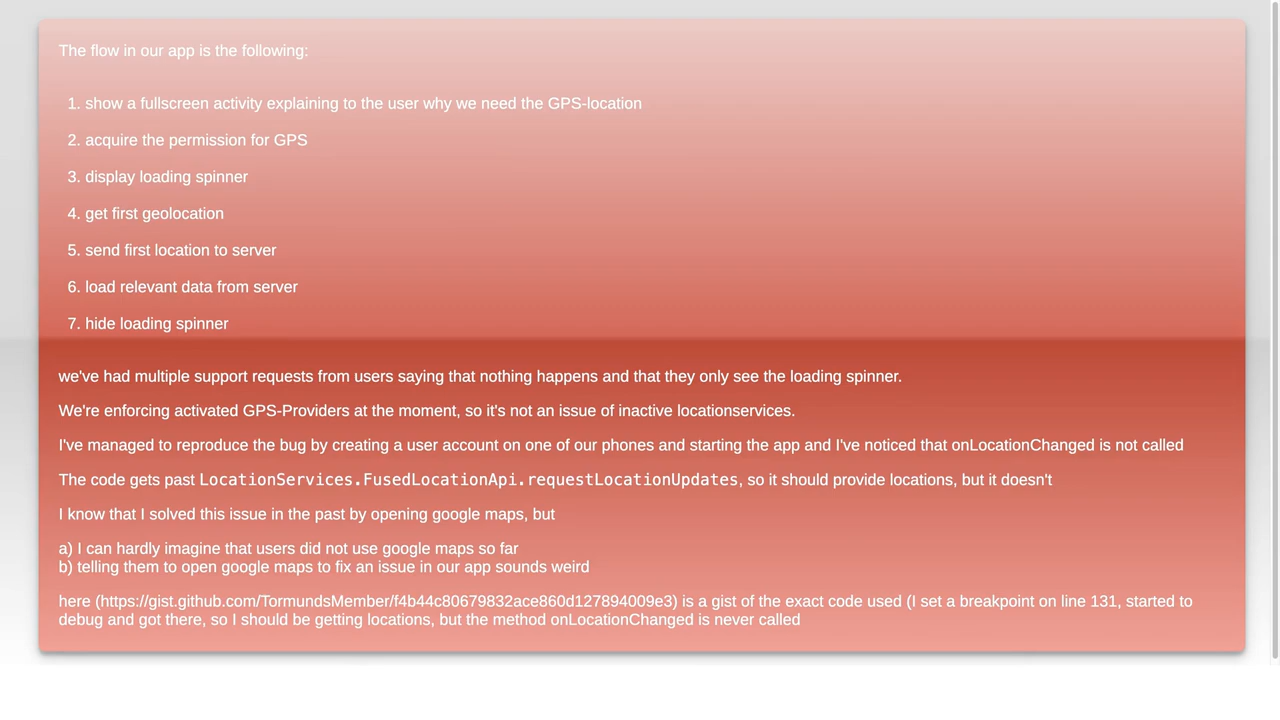 The flow in our app is the following:
1. show a fullscreen activity explaining to the user why we need the GPS-location
2. acquire the permission for GPS
3. display loading spinner
4. get first geolocation
5. send first location to server
6. load relevant data from server
7. hide loading spinner
we've had multiple support requests from users saying that nothing happens and that they only see the loading spinner.
We're enforcing activated GPS-Providers at the moment, so it's not an issue of inactive locationservices.
I've managed to reproduce the bug by creating a user account on one of our phones and starting the app and I've noticed that onLocationChanged is not called
The code gets past LocationServices.FusedLocationApi.requestLocationUpdates, so it should provide locations, but it doesn't
I know that I solved this issue in the past by opening google maps, but
a) I can hardly imagine that users did not use google maps so far
b) telling them to open google maps to fix an issue in our app sounds weird
here (https://gist.github.com/TormundsMember/f4b44c80679832ace860d127894009e3) is a gist of the exact code used (I set a breakpoint on line 131, started to
debug and got there, so I should be getting locations, but the method onLocationChanged is never called